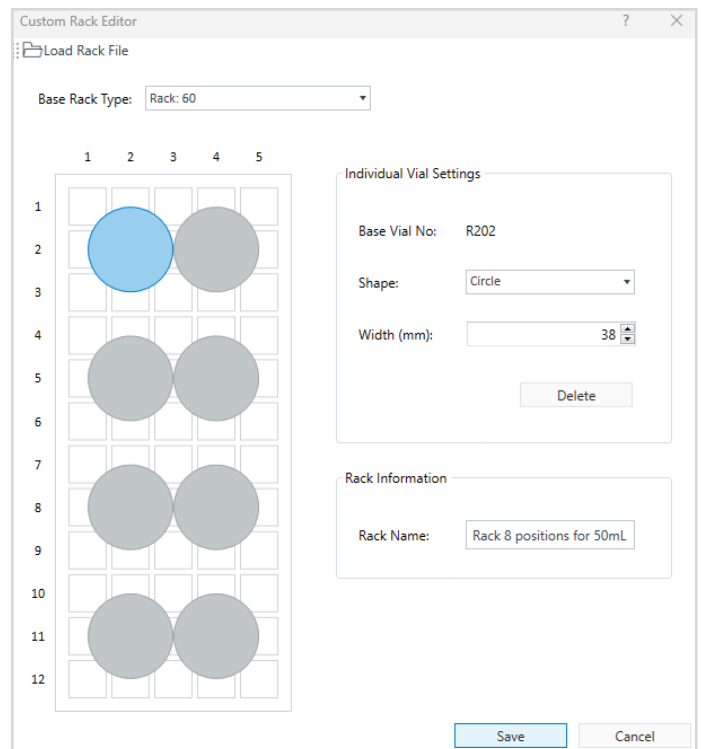 Custom Rack Editor ?
Load Rack File
Base Rack Type: Rack: 60
1 2 3 4 5
Individual Vial Settings
1
Base Vial No: R202
2
Shape: Circle
3
4
Width (mm): 38
5
Delete
6
7
Rack Information
8
Rack Name: Rack 8 positions for 50mL
9
10
11
12
Save Cancel